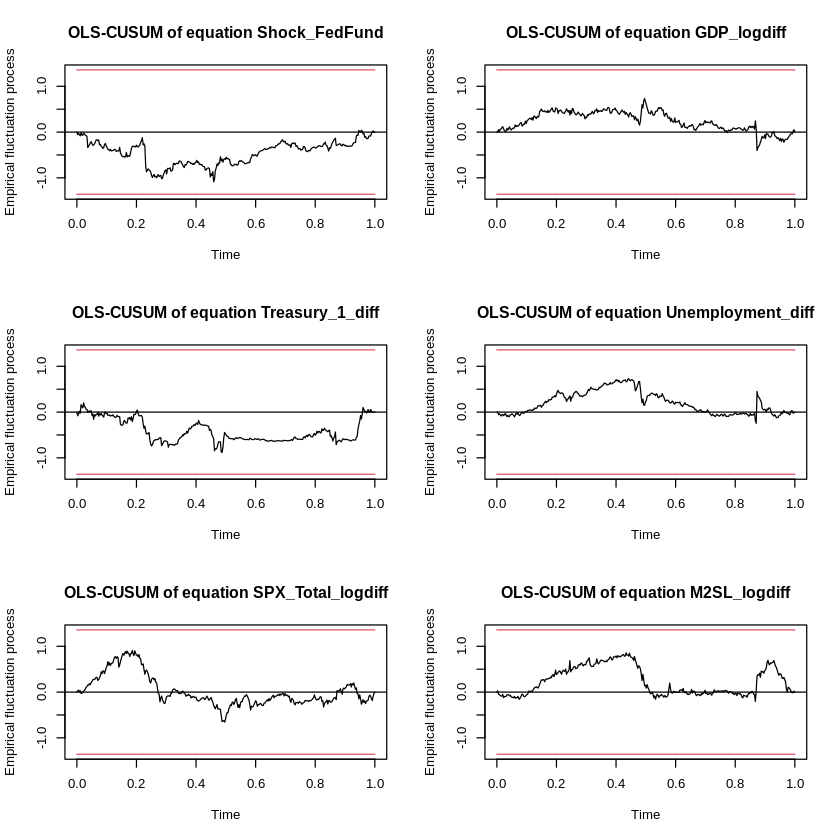 OLS-CUSUM of equation Shock_FedFund
Empirical fluctuation process
1.0
0.0
-1.0
0.0 0.2 0.4 0.6 0.8 1.0
Time
OLS-CUSUM of equation GDP_logdiff
Empirical fluctuation process
1.0
0.0
-1.0
0.0 0.2 0.4 0.6 0.8 1.0
Time
OLS-CUSUM of equation Treasury_1_diff
Empirical fluctuation process
1.0
0.0
-1.0
0.0 0.2 0.4 0.6 0.8 1.0
Time
OLS-CUSUM of equation Unemployment_diff
Empirical fluctuation process
1.0
0.0
-1.0
0.0 0.2 0.4 0.6 0.8 1.0
Time
OLS-CUSUM of equation SPX_Total_logdiff
Empirical fluctuation process
1.0
0.0
-1.0
0.0 0.2 0.4 0.6 0.8 1.0
Time
OLS-CUSUM of equation M2SL_logdiff
Empirical fluctuation process
1.0
0.0
-1.0
0.0 0.2 0.4 0.6 0.8 1.0
Time